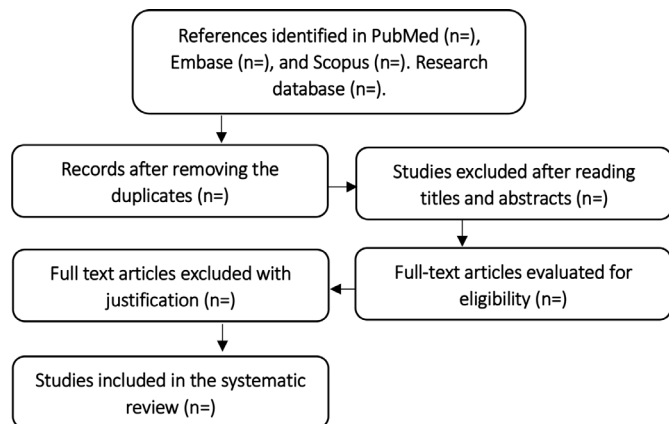 References identified in PubMed (n=),
Embase (n=), and Scopus (n=). Research
database (n=).
Records after removing the
duplicates (n=)
Studies excluded after reading
titles and abstracts (n=)
Full text articles excluded with
justification (n=)
Full-text articles evaluated for
eligibility (n=)
Studies included in the systematic
review (n=)